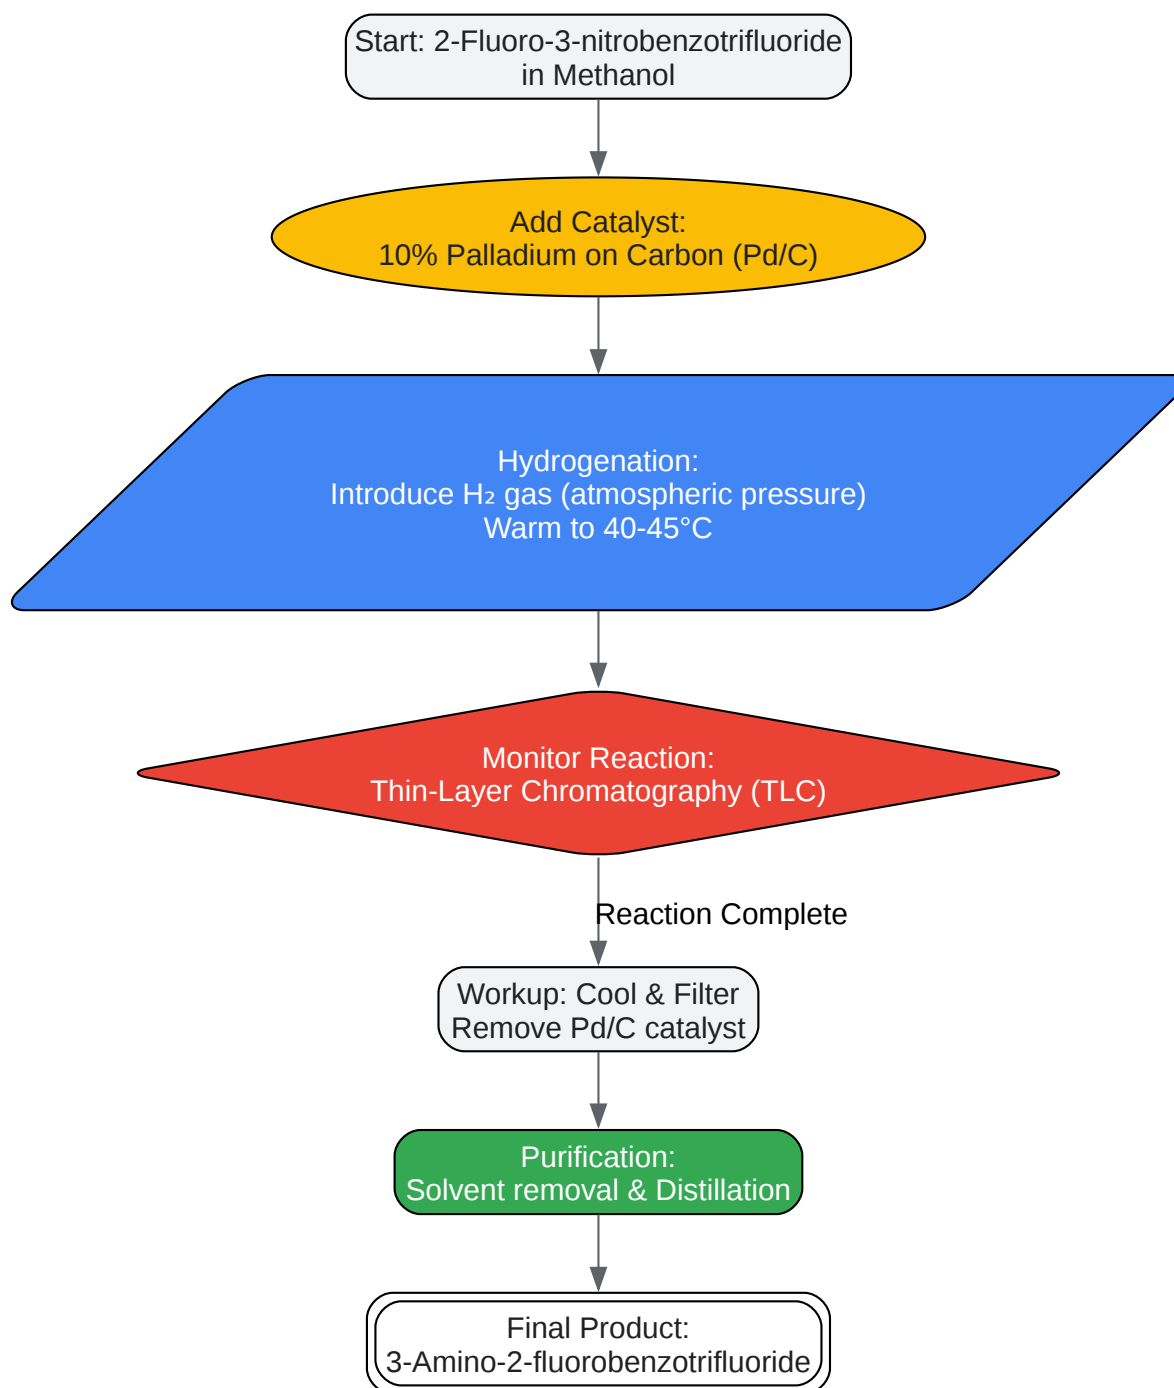 Start: 2-Fluoro-3-nitrobenzotrifluoride
in Methanol
Add Catalyst:
10% Palladium on Carbon (Pd/C)
Hydrogenation:
Introduce H₂ gas (atmospheric pressure)
Warm to 40-45°C
Monitor Reaction:
Thin-Layer Chromatography (TLC)
Reaction Complete
Workup: Cool & Filter
Remove Pd/C catalyst
Purification:
Solvent removal & Distillation
Final Product:
3-Amino-2-fluorobenzotrifluoride